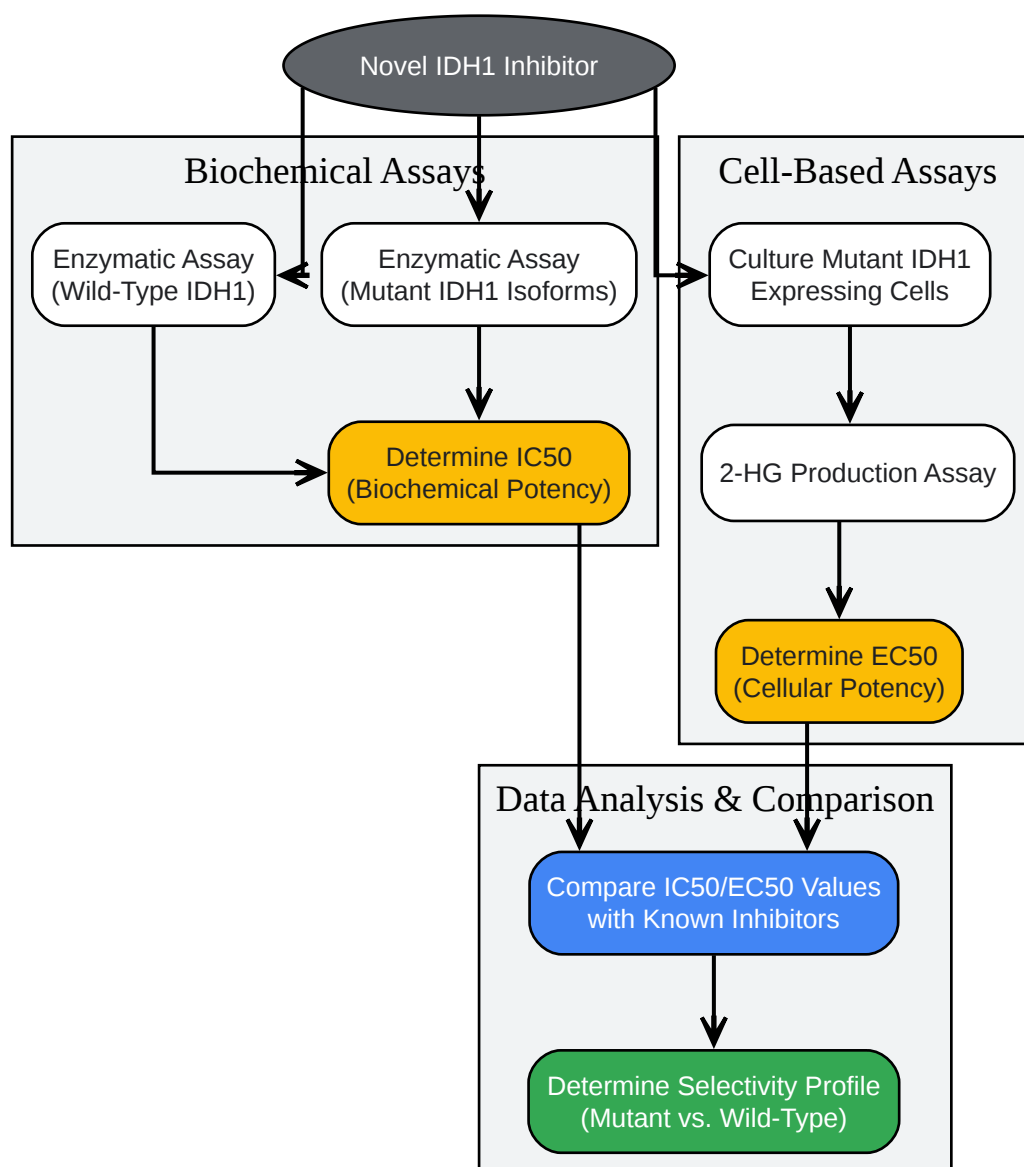 Novel IDH1 Inhibitor
Biochemical Assays
Cell-Based Assays
Enzymatic Assay
(Wild-Type IDH1)
Enzymatic Assay
(Mutant IDH1 Isoforms)
Culture Mutant IDH1
Expressing Cells
Determine IC50
(Biochemical Potency)
2-HG Production Assay
Determine EC50
(Cellular Potency)
Data Analysis & Comparison
Compare IC50/EC50 Values
with Known Inhibitors
Determine Selectivity Profile
(Mutant vs. Wild-Type)